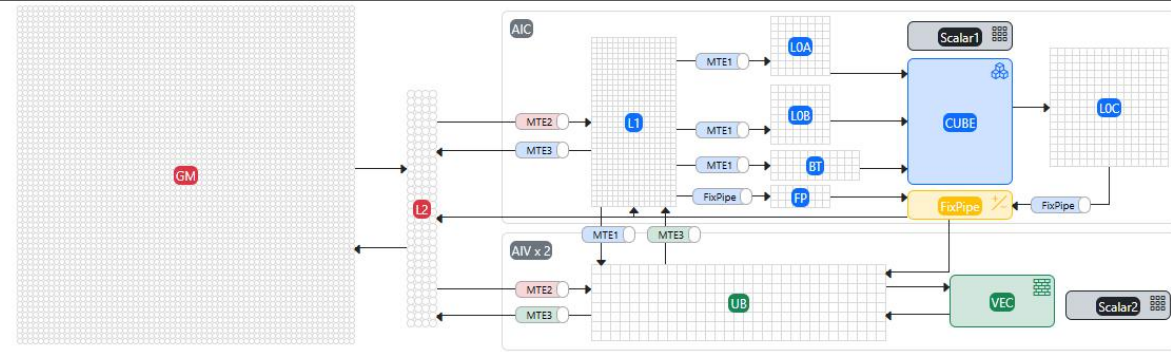 GM
L2
AIC
MTE2
MTE3
L1
MTE1
L0A
MTE1
L0B
MTE1
BT
FixPipe
FP
Scalar1
CUBE
FixPipe
L0C
FixPipe
MTE1
MTE3
AIV x 2
MTE2
MTE3
UB
VEC
Scalar2